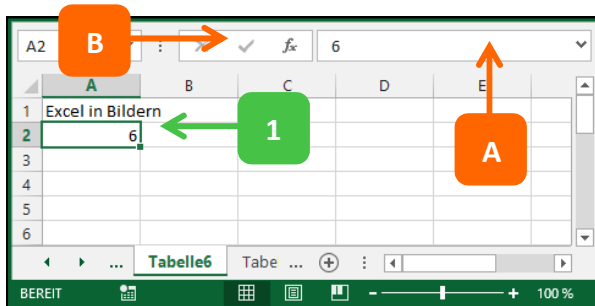 A2 B : fx 6
A B C D E
1 Excel in Bildern
2 6 1
3 A
4
5
6
... Tabelle6 Tabe ... :
BEREIT 100 %